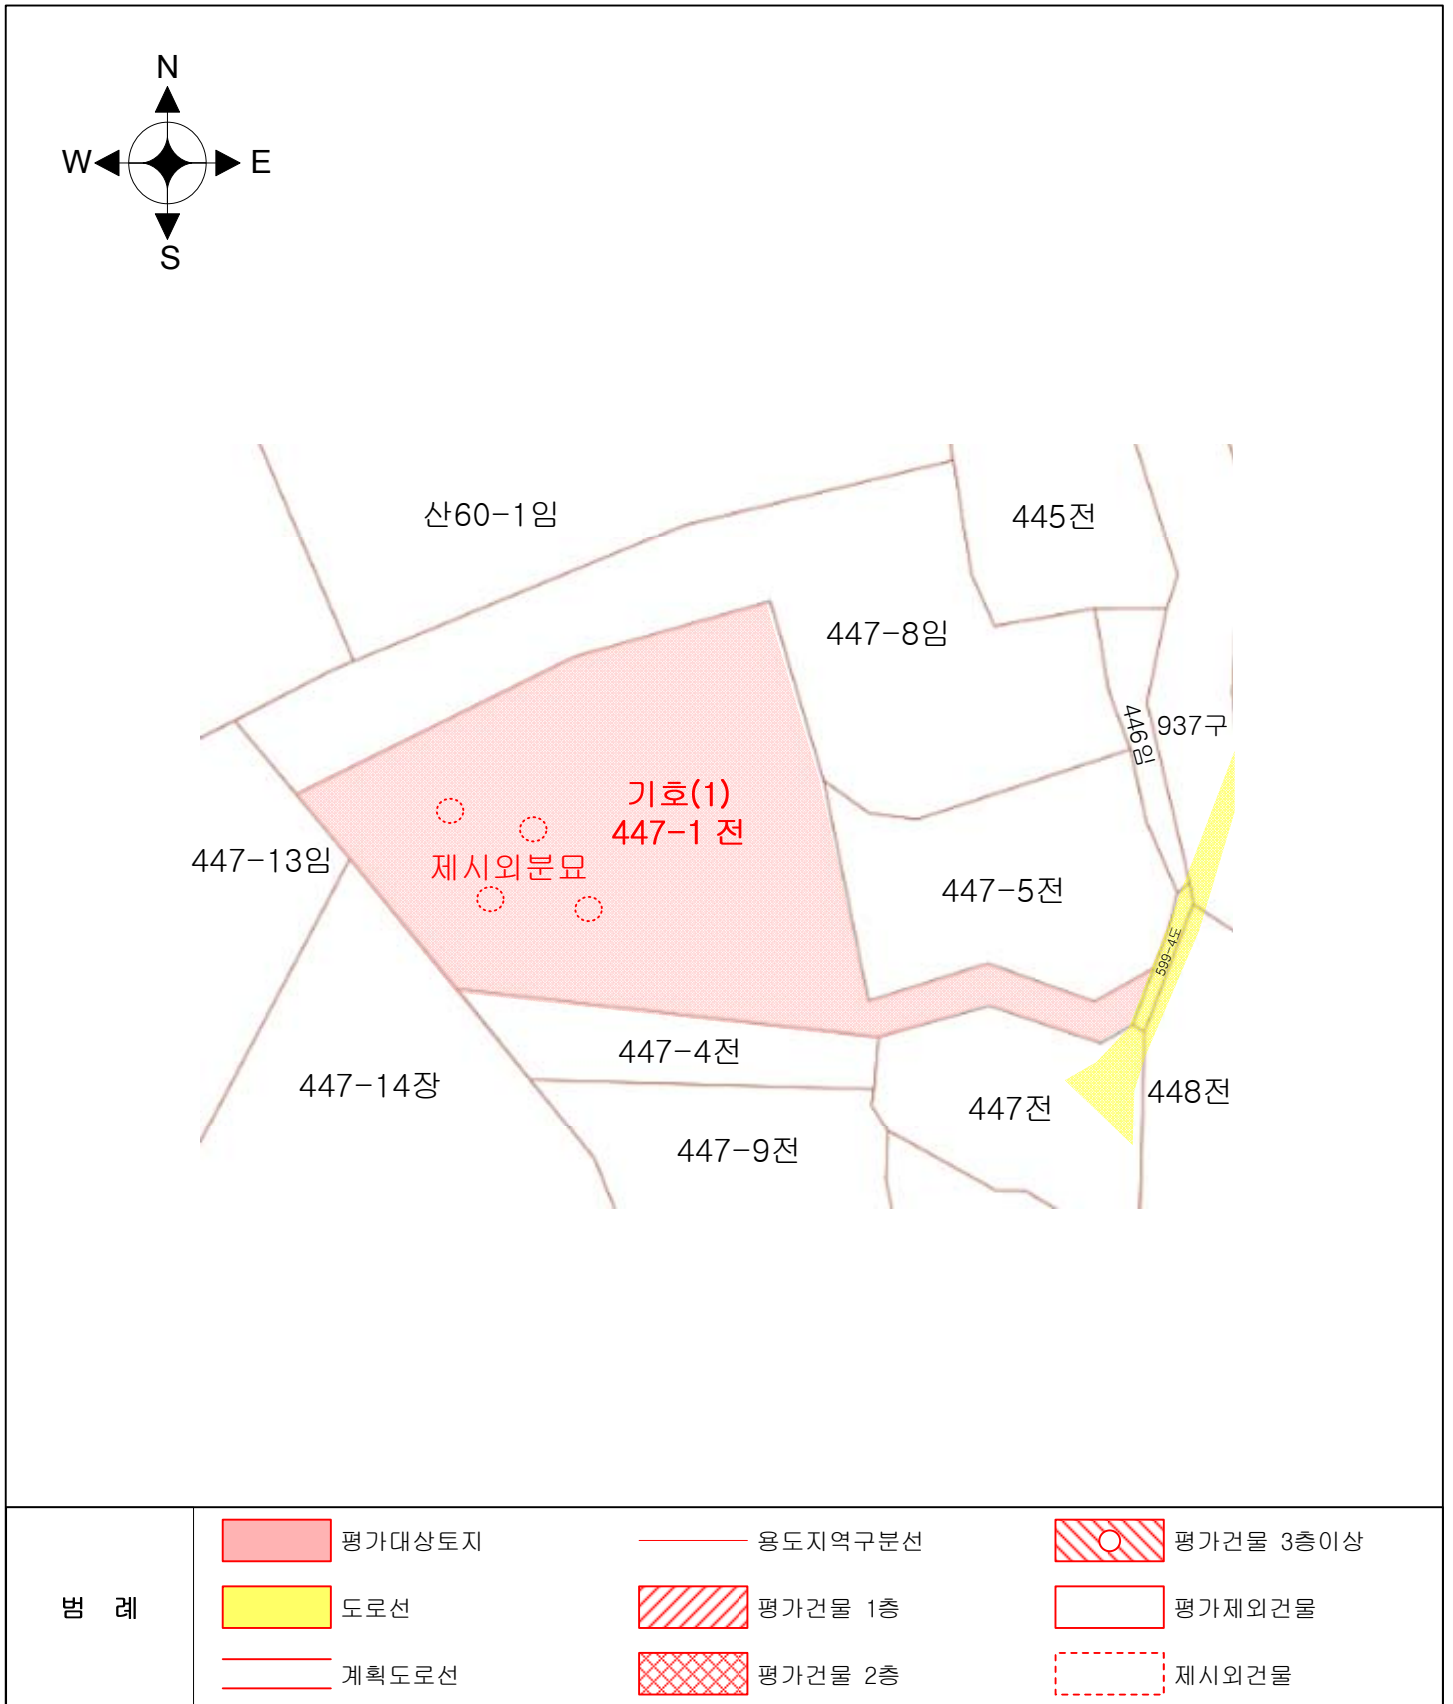 N
W
E
S
산60-1임
445전
447-8임
446임
937구
기호(1)
447-1 전
447-13임
제시외분묘
447-5전
599-4도
447-4전
447-14장
447전
448전
447-9전
범 례
평가대상토지
용도지역구분선
평가건물 3층이상
도로선
평가건물 1층
평가제외건물
계획도로선
평가건물 2층
제시외건물